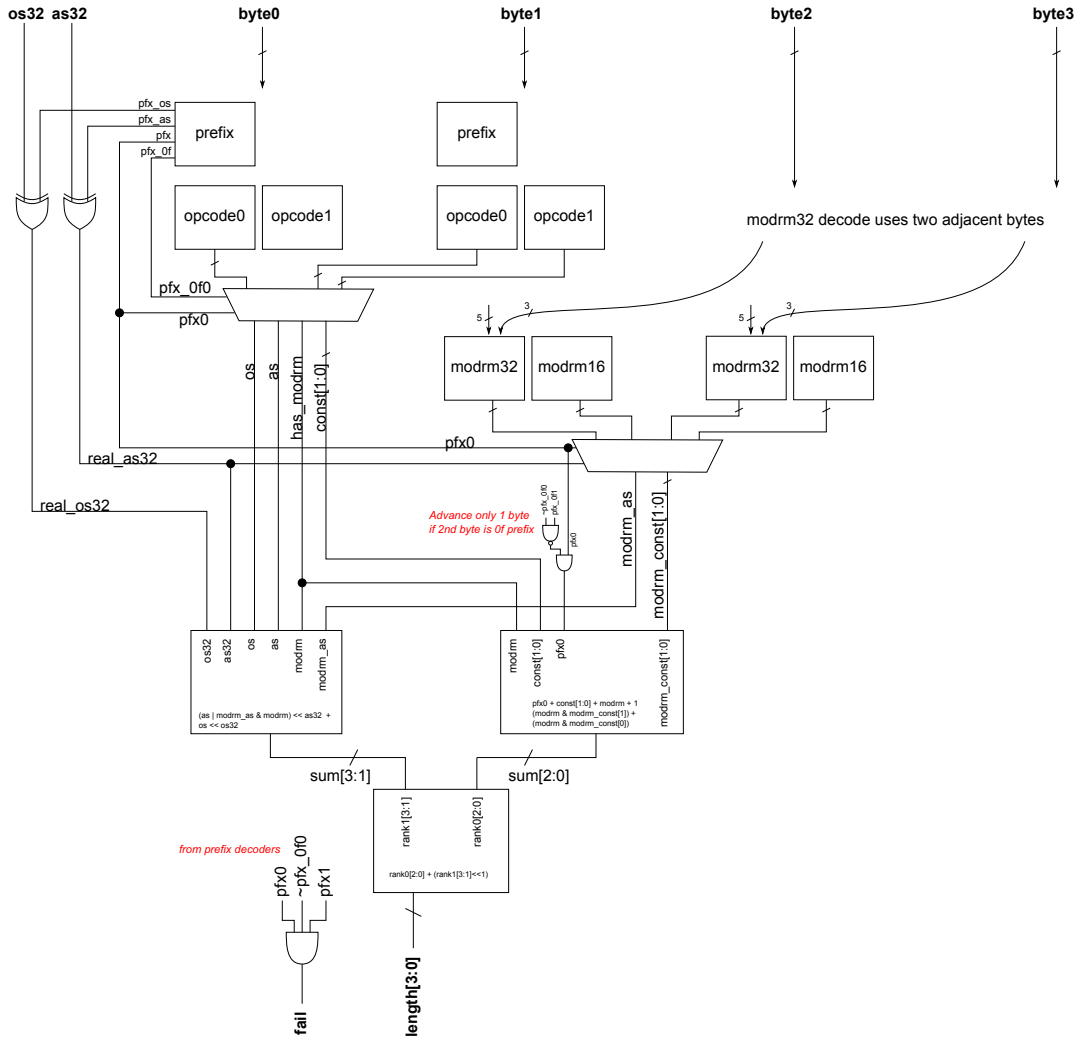 os32
as32
byte0
byte1
byte2
byte3
pfx_os
pfx_as
pfx
pfx_0f
prefix
prefix
opcode0
opcode1
opcode0
opcode1
modrm32 decode uses two adjacent bytes
pfx_0f0
pfx0
5
3
5
3
modrm32
modrm16
modrm32
modrm16
os
as
has_modrm
const[1:0]
pfx0
real_as32
real_os32
Advance only 1 byte
if 2nd byte is 0f prefix
~pfx_0f0
pfx_0f1
pfx0
modrm_as
modrm_const[1:0]
os32
as32
os
as
modrm
modrm_as
(as | modrm_as & modrm) << as32 +
os << os32
modrm
const[1:0]
pfx0
modrm_const[1:0]
pfx0 + const[1:0] + modrm + 1
(modrm & modrm_const[1]) +
(modrm & modrm_const[0])
sum[3:1]
sum[2:0]
rank1[3:1]
rank0[2:0]
rank0[2:0] + (rank1[3:1]<<1)
from prefix decoders
pfx0
~pfx_0f0
pfx1
fail
length[3:0]